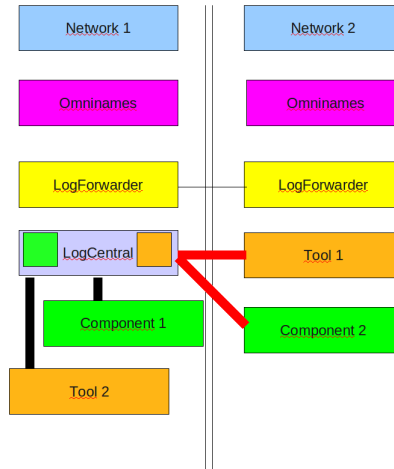 Network 1
Network 2
Omninames
Omninames
LogForwarder
LogForwarder
LogCentral
Tool 1
Component 1
Component 2
Tool 2